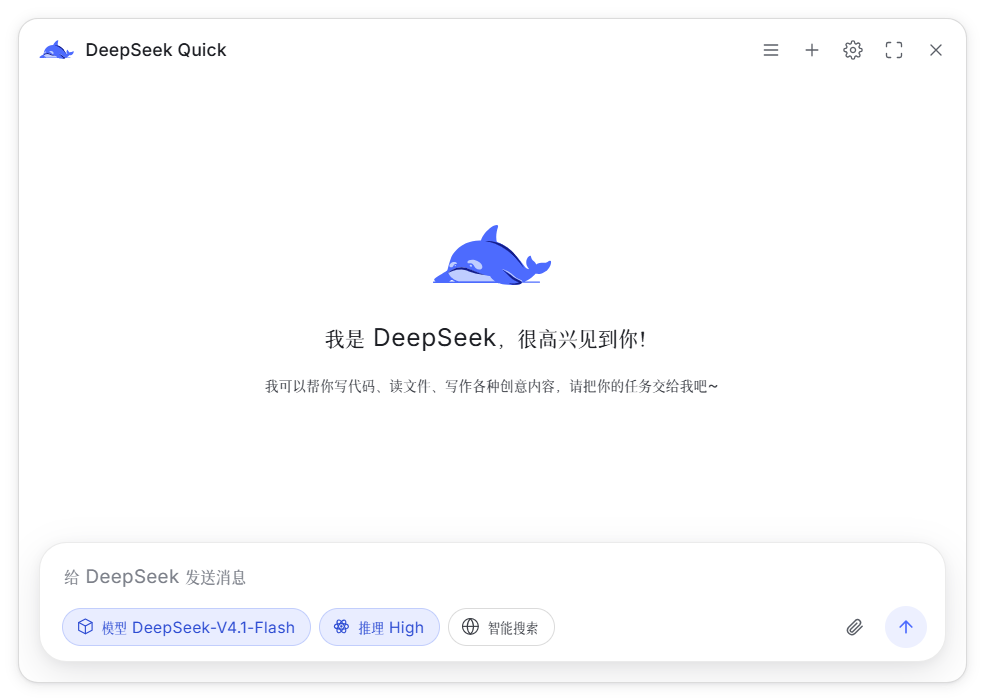 DeepSeek Quick
我是 DeepSeek，很高兴见到你！
我可以帮你写代码、读文件、写作各种创意内容，请把你的任务交给我吧~
给 DeepSeek 发送消息
模型 DeepSeek-V4.1-Flash 推理 High 智能搜索